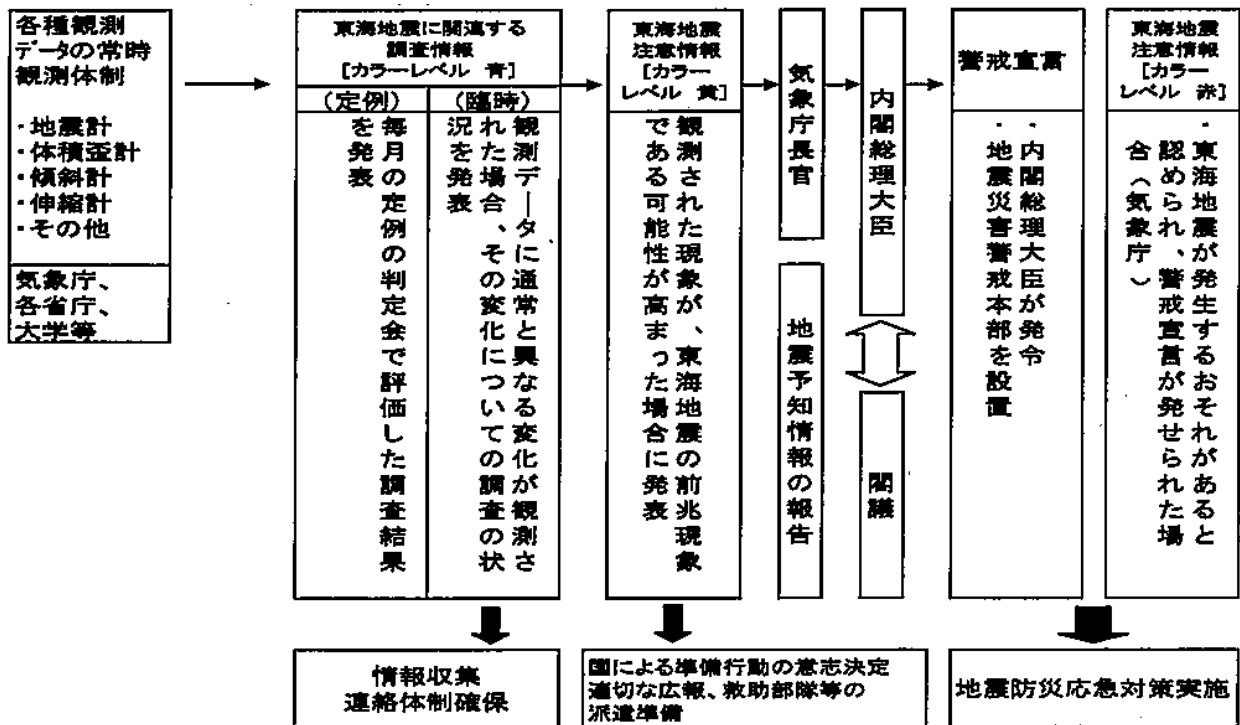 各種観測
データの常時
観測体制
・地震計
・体積歪計
・傾斜計
・伸縮計
・その他
気象庁、
各省庁、
大学等
東海地震に関連する
調査情報
[カラーレベル 青]
(定例)
毎月の定例の判定会で評価した調査結果
を発表
(臨時)
観測データに通常と異なる変化が観測さ
れた場合、その変化についての調査の状
況を発表
東海地震
注意情報
[カラー
レベル 黄]
観測された現象が、東海地震の前兆現象
である可能性が高まった場合に発表
気象庁長官
地震予知情報の報告
内閣総理大臣
閣議
警戒宣言
・内閣総理大臣が発令
・地震災害警戒本部を設置
東海地震
注意情報
[カラー
レベル 赤]
・東海地震が発生するおそれがあると
認められ、警戒宣言が発せられた場
合(気象庁)
情報収集
連絡体制確保
国による準備行動の意志決定
適切な広報、救助部隊等の
派遣準備
地震防災応急対策実施